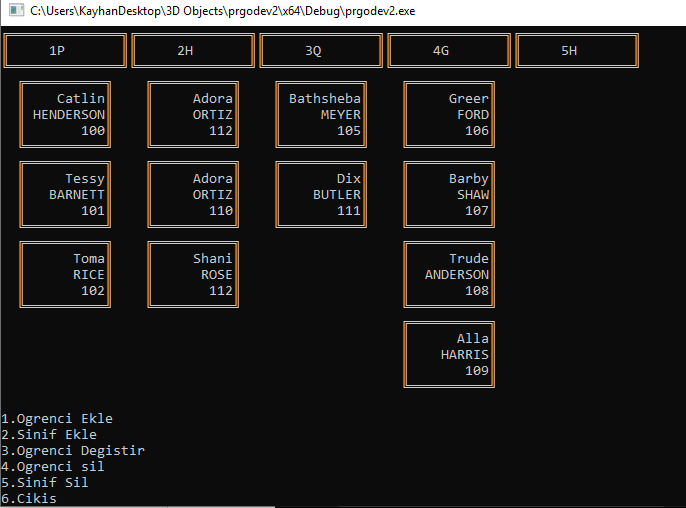 C:\Users\KayhanDesktop\3D Objects\prgodev2\x64\Debug\prgodev2.exe
1P 2H 3Q 4G 5H
Catlin Adora Bathsheba Greer
HENDERSON ORTIZ MEYER FORD
100 112 105 106
Tessy Adora Dix Barby
BARNETT ORTIZ BUTLER SHAW
101 110 111 107
Toma Shani Trude
RICE ROSE ANDERSON
102 112 108
Alla
HARRIS
109
1.Ogrenci Ekle
2.Sinif Ekle
3.Ogrenci Degistir
4.Ogrenci sil
5.Sinif Sil
6.Cikis